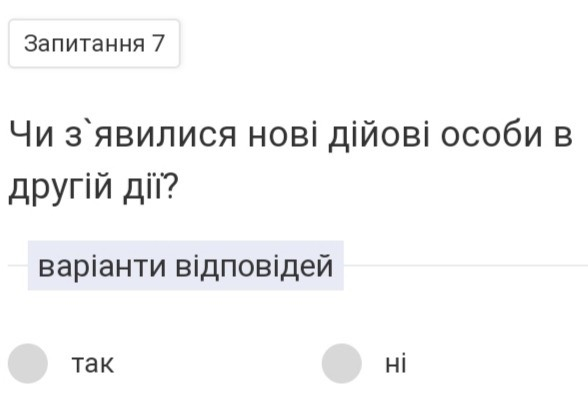 Запитання 7
Чи з`явилися нові дійові особи в
другій дії?
варіанти відповідей
так
ні